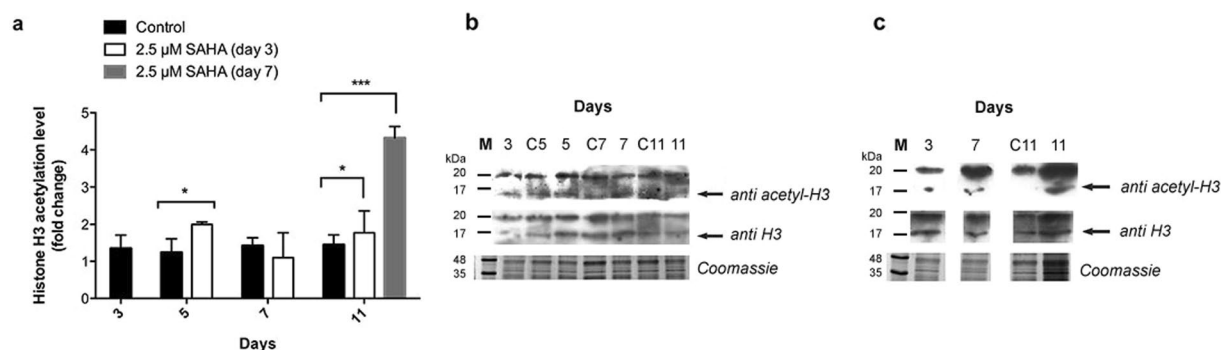 a
Control
2.5 µM SAHA (day 3)
2.5 µM SAHA (day 7)
Histone H3 acetylation level
(fold change)
5
4
3
2
1
0
***
*
*
3 5 7 11
Days
b
Days
M 3 C5 5 C7 7 C11 11
kDa
20
17
anti acetyl-H3
20
17
anti H3
48
35
Coomassie
c
Days
M 3 7 C11 11
kDa
20
17
anti acetyl-H3
20
17
anti H3
48
35
Coomassie